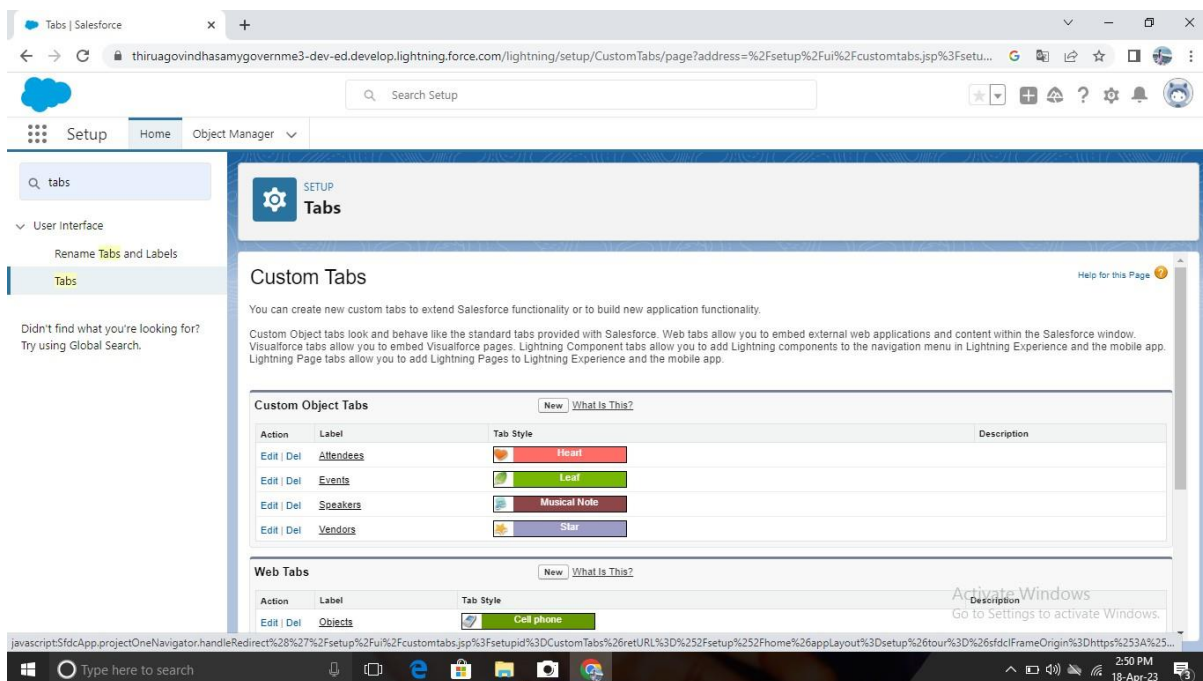 Tabs | Salesforce
thiruagovindhasamygovernme3-dev-ed.develop.lightning.force.com/lightning/setup/CustomTabs/page?address=%2Fsetup%2Fui%2Fcustomtabs.jsp%3Fsetu...
Search Setup
Setup Home Object Manager
tabs
User Interface
Rename Tabs and Labels
Tabs
Didn't find what you're looking for?
Try using Global Search.
SETUP
Tabs
Custom Tabs
Help for this Page
You can create new custom tabs to extend Salesforce functionality or to build new application functionality.
Custom Object tabs look and behave like the standard tabs provided with Salesforce. Web tabs allow you to embed external web applications and content within the Salesforce window.
Visualforce tabs allow you to embed Visualforce pages. Lightning Component tabs allow you to add Lightning components to the navigation menu in Lightning Experience and the mobile app.
Lightning Page tabs allow you to add Lightning Pages to Lightning Experience and the mobile app.
Custom Object Tabs New What Is This?
Action Label Tab Style Description
Edit | Del Attendees Heart
Edit | Del Events Leaf
Edit | Del Speakers Musical Note
Edit | Del Vendors Star
Web Tabs New What Is This?
Action Label Tab Style Description
Edit | Del Objects Cell phone
Activate Windows
Go to Settings to activate Windows.
javascript:SfdcApp.projectOneNavigator.handleRedirect%28%27%2Fsetup%2Fui%2Fcustomtabs.jsp%3Fsetupid%3DCustomTabs%26retURL%3D%252Fsetup%252Fhome%26appLayout%3Dsetup%26tour%3D%26sfdcIFrameOrigin%3Dhttps%253A%25...
Type here to search
2:50 PM
18-Apr-23